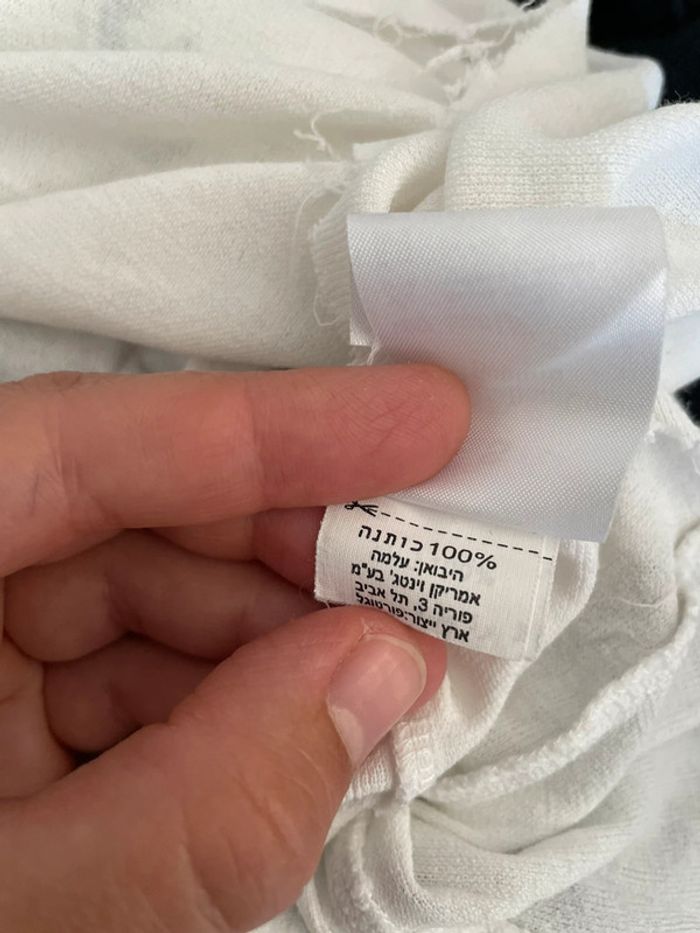 100% כותנה
היבואן: עלמה
אמריקן וינטג' בע"מ
פוריה 3, תל אביב
ארץ ייצור:פורטוגל